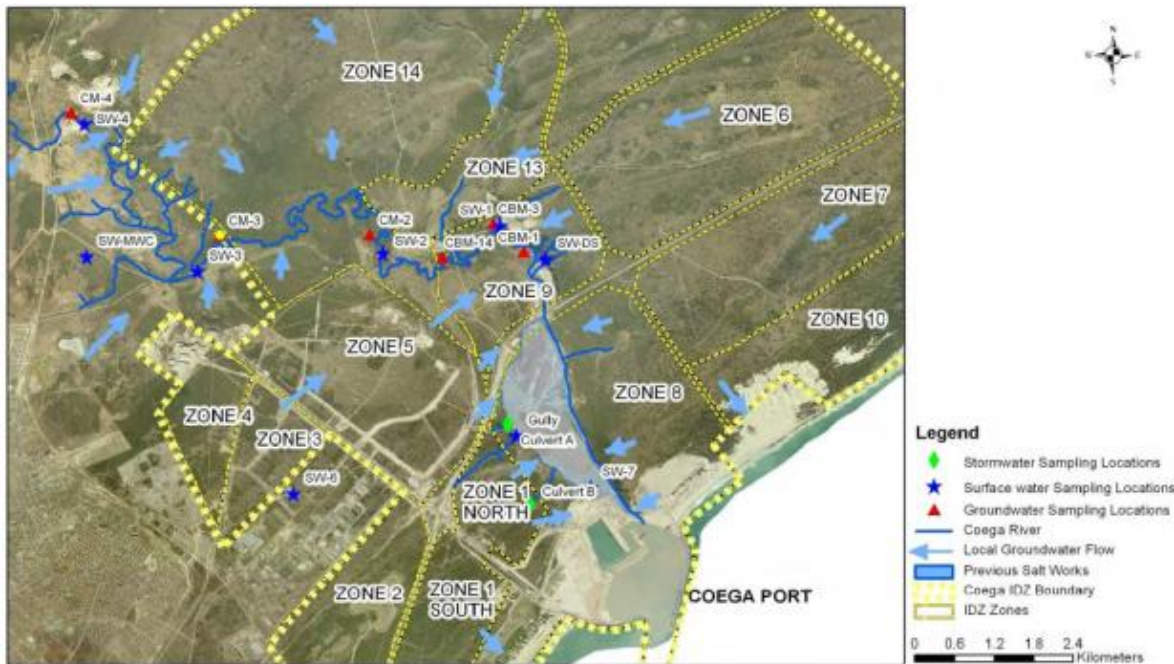 N
W E
S
ZONE 14
CM-4
SW-4
ZONE 6
ZONE 13
ZONE 7
CM-3
CM-2
SW-1
CBM-3
SW-MWC
SW-2
CBM-14
CBM-1
SW-DS
SW-3
ZONE 9
ZONE 10
ZONE 5
ZONE 8
ZONE 4
Gully
Culvert A
ZONE 3
SW-6
SW-7
ZONE 1
NORTH
Culvert B
ZONE 2
ZONE 1
SOUTH
COEGA PORT
Legend
Stormwater Sampling Locations
Surface water Sampling Locations
Groundwater Sampling Locations
Coega River
Local Groundwater Flow
Previous Salt Works
Coega IDZ Boundary
IDZ Zones
0 0.6 1.2 1.8 2.4
Kilometers